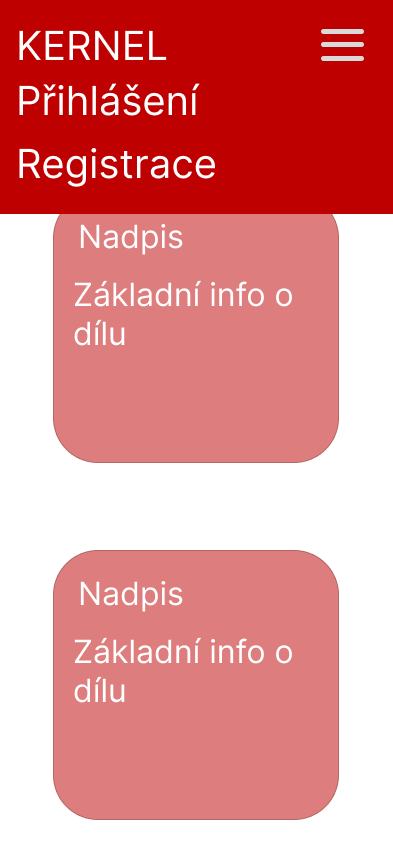 KERNEL
Přihlášení
Registrace
Nadpis
Základní info o
dílu
Nadpis
Základní info o
dílu